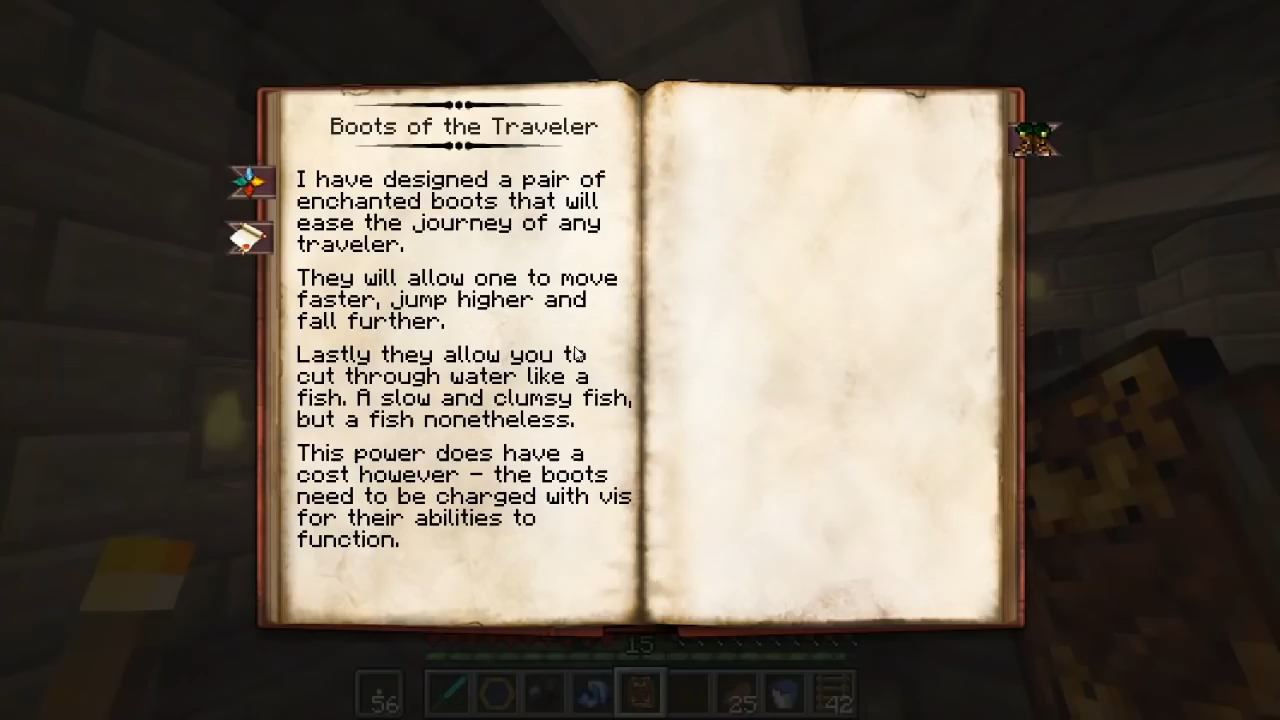 Boots of the Traveler
I have designed a pair of
enchanted boots that will
ease the journey of any
traveler.
They will allow one to move
faster, jump higher and
fall further.
Lastly they allow you to
cut through water like a
fish. A slow and clumsy fish,
but a fish nonetheless.
This power does have a
cost however – the boots
need to be charged with vis
for their abilities to
function.
15
56
25
42